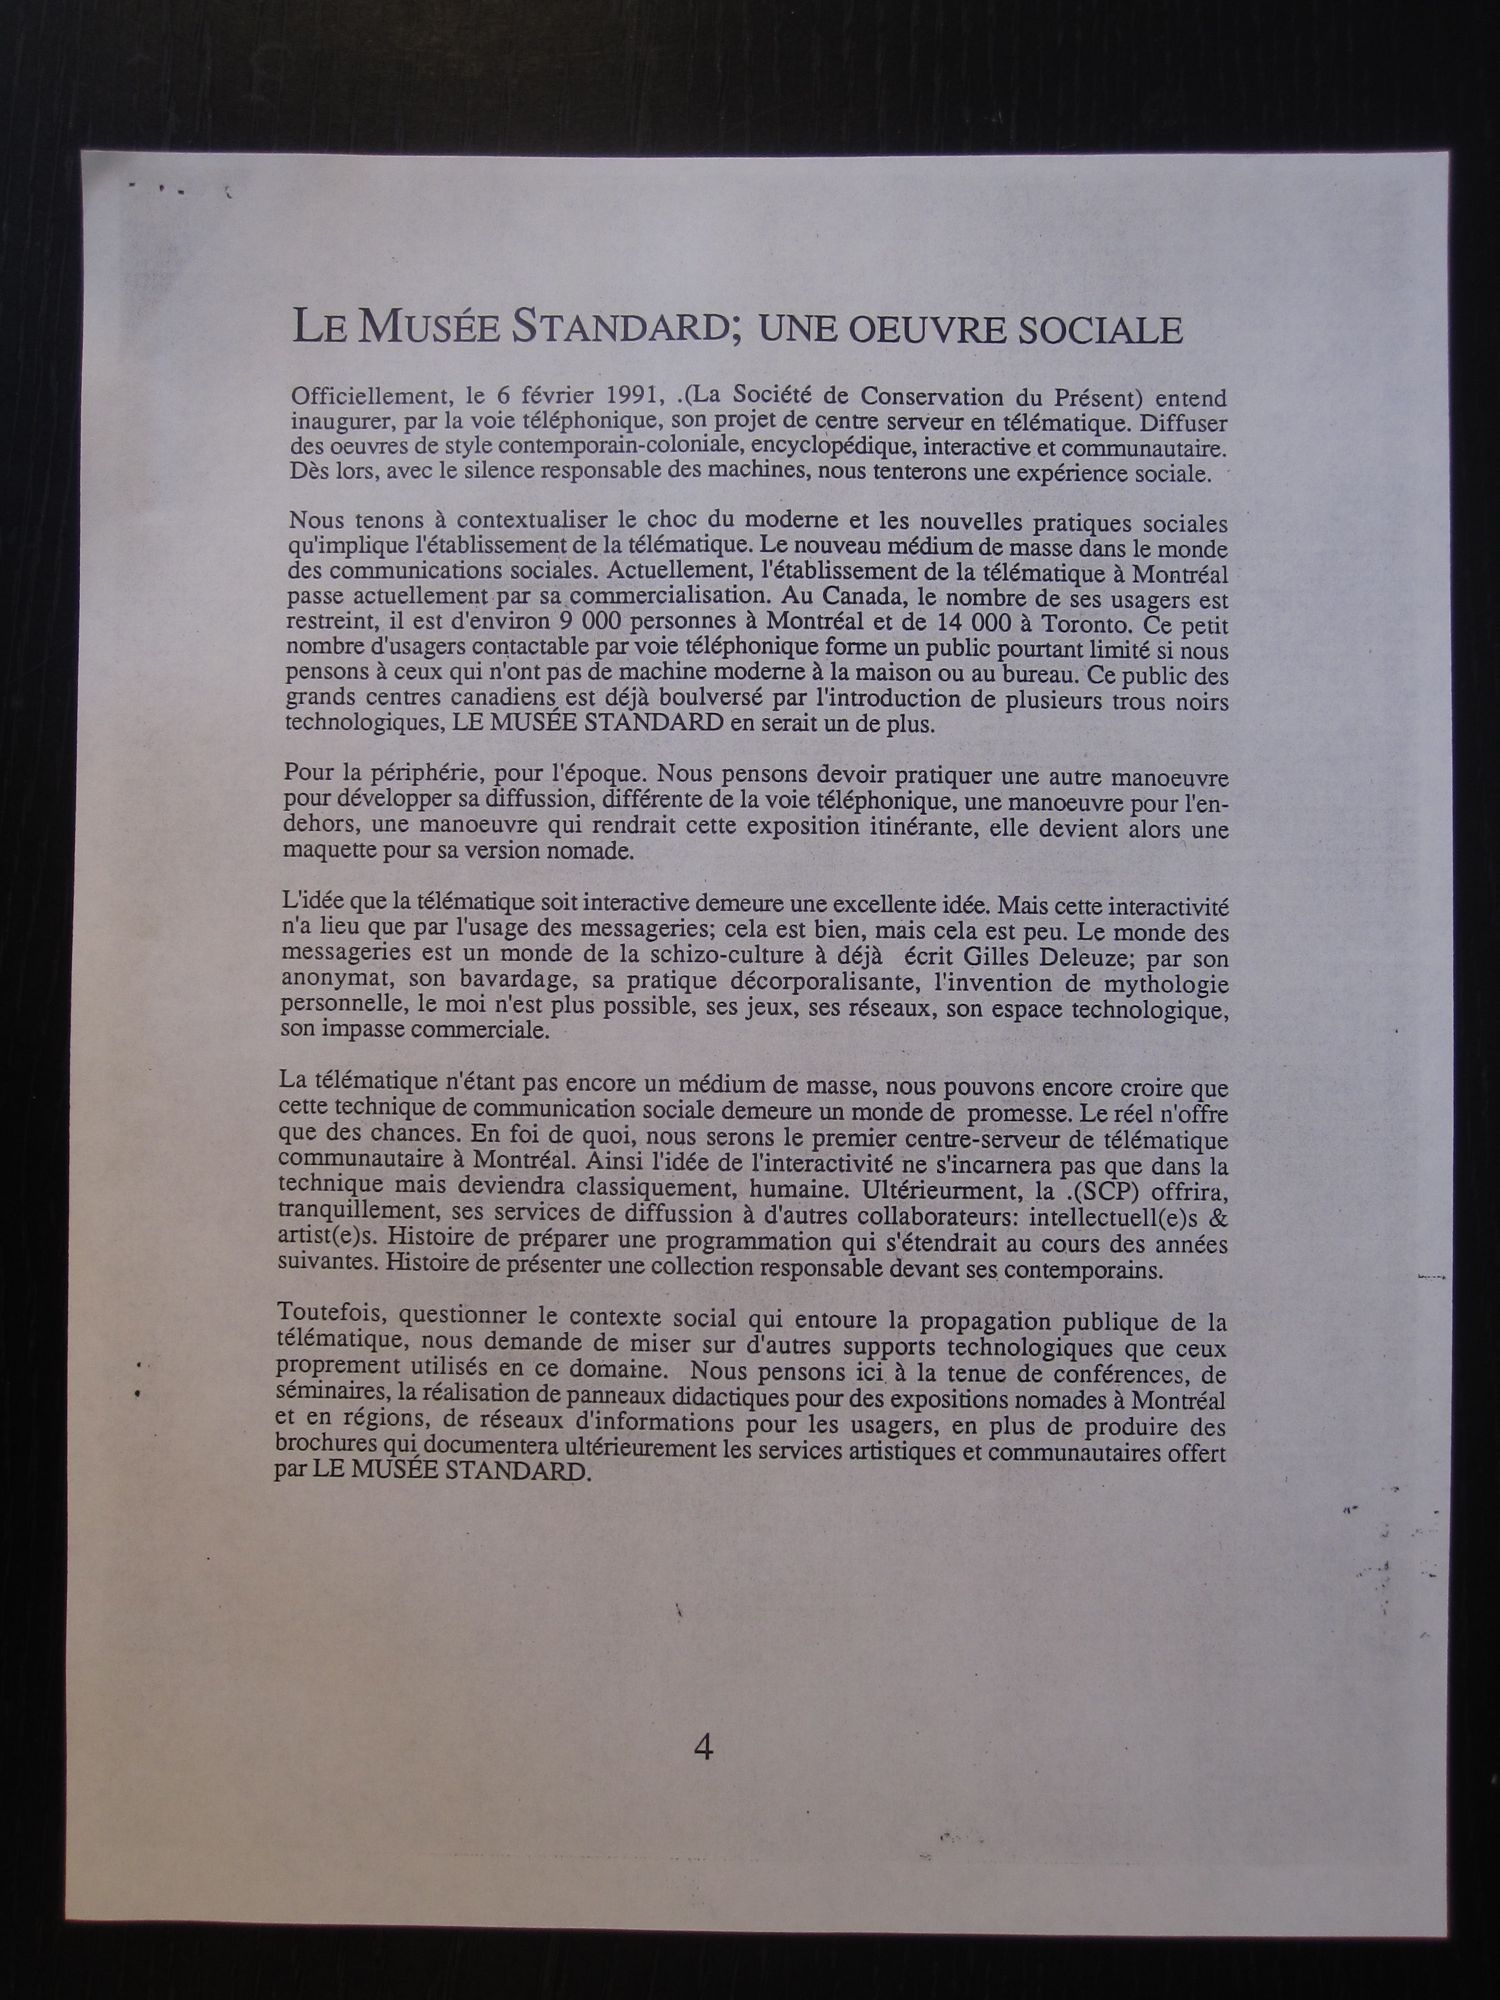 LE MUSÉE STANDARD; UNE OEUVRE SOCIALE
Officiellement, le 6 février 1991, .(La Société de Conservation du Présent) entend
inaugurer, par la voie téléphonique, son projet de centre serveur en télématique. Diffuser
des oeuvres de style contemporain-coloniale, encyclopédique, interactive et communautaire.
Dès lors, avec le silence responsable des machines, nous tenterons une expérience sociale.
Nous tenons à contextualiser le choc du moderne et les nouvelles pratiques sociales
qu'implique l'établissement de la télématique. Le nouveau médium de masse dans le monde
des communications sociales. Actuellement, l'établissement de la télématique à Montréal
passe actuellement par sa commercialisation. Au Canada, le nombre de ses usagers est
restreint, il est d'environ 9 000 personnes à Montréal et de 14 000 à Toronto. Ce petit
nombre d'usagers contactable par voie téléphonique forme un public pourtant limité si nous
pensons à ceux qui n'ont pas de machine moderne à la maison ou au bureau. Ce public des
grands centres canadiens est déjà boulversé par l'introduction de plusieurs trous noirs
technologiques, LE MUSÉE STANDARD en serait un de plus.
Pour la périphérie, pour l'époque. Nous pensons devoir pratiquer une autre manoeuvre
pour développer sa diffussion, différente de la voie téléphonique, une manoeuvre pour l'en-
dehors, une manoeuvre qui rendrait cette exposition itinérante, elle devient alors une
maquette pour sa version nomade.
L'idée que la télématique soit interactive demeure une excellente idée. Mais cette interactivité
n'a lieu que par l'usage des messageries; cela est bien, mais cela est peu. Le monde des
messageries est un monde de la schizo-culture à déjà écrit Gilles Deleuze; par son
anonymat, son bavardage, sa pratique décorporalisante, l'invention de mythologie
personnelle, le moi n'est plus possible, ses jeux, ses réseaux, son espace technologique,
son impasse commerciale.
La télématique n'étant pas encore un médium de masse, nous pouvons encore croire que
cette technique de communication sociale demeure un monde de promesse. Le réel n'offre
que des chances. En foi de quoi, nous serons le premier centre-serveur de télématique
communautaire à Montréal. Ainsi l'idée de l'interactivité ne s'incarnera pas que dans la
technique mais deviendra classiquement, humaine. Ultérieurment, la .(SCP) offrira,
tranquillement, ses services de diffussion à d'autres collaborateurs: intellectuell(e)s &
artist(e)s. Histoire de préparer une programmation qui s'étendrait au cours des années
suivantes. Histoire de présenter une collection responsable devant ses contemporains.
Toutefois, questionner le contexte social qui entoure la propagation publique de la
télématique, nous demande de miser sur d'autres supports technologiques que ceux
proprement utilisés en ce domaine. Nous pensons ici à la tenue de conférences, de
séminaires, la réalisation de panneaux didactiques pour des expositions nomades à Montréal
et en régions, de réseaux d'informations pour les usagers, en plus de produire des
brochures qui documentera ultérieurement les services artistiques et communautaires offert
par LE MUSÉE STANDARD.
4